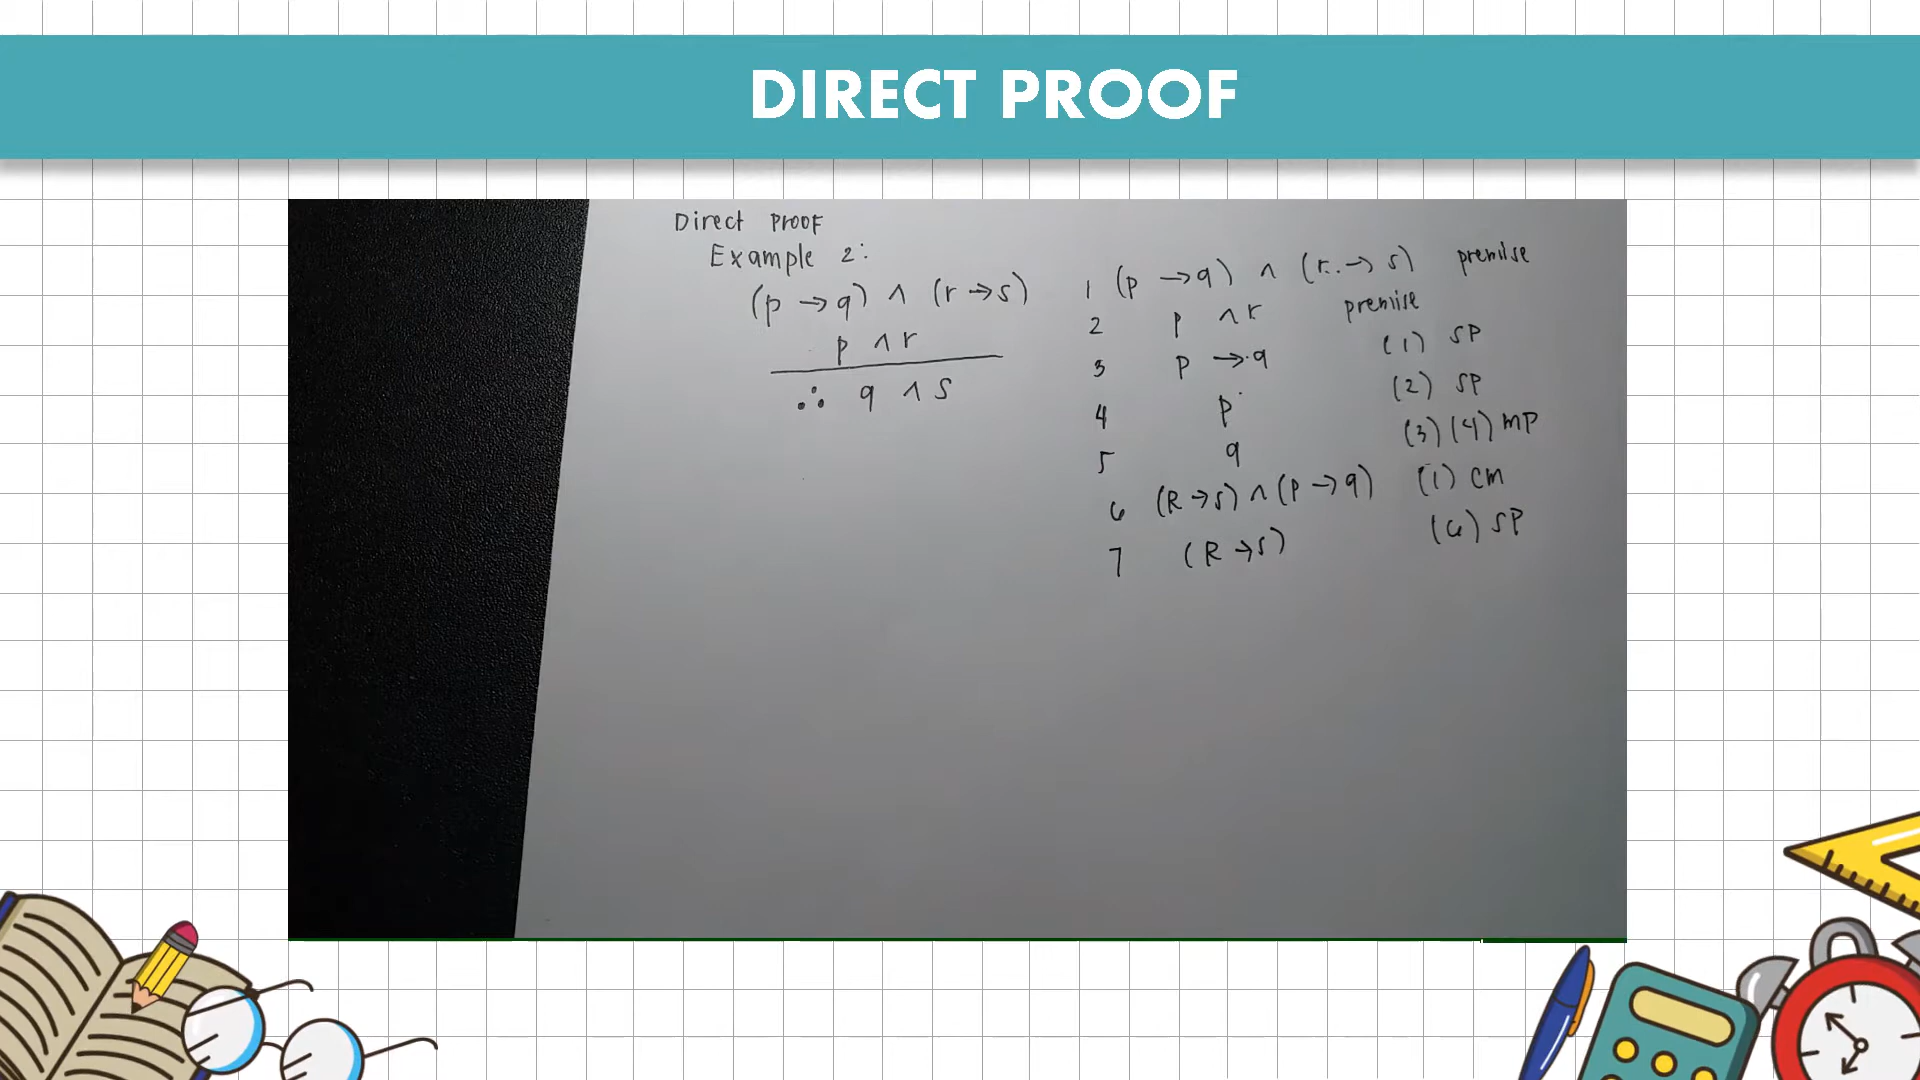 DIRECT PROOF
Direct Proof
Example 2:
(p → q) ∧ (r → s)
p ∧ r
∴ q ∧ s
1 (p → q) ∧ (r → s) premise
2 p ∧ r premise
3 p → q (1) SP
4 p (2) SP
5 q (3) (4) MP
6 (R → s) ∧ (p → q) (1) CM
7 (R → s) (6) SP